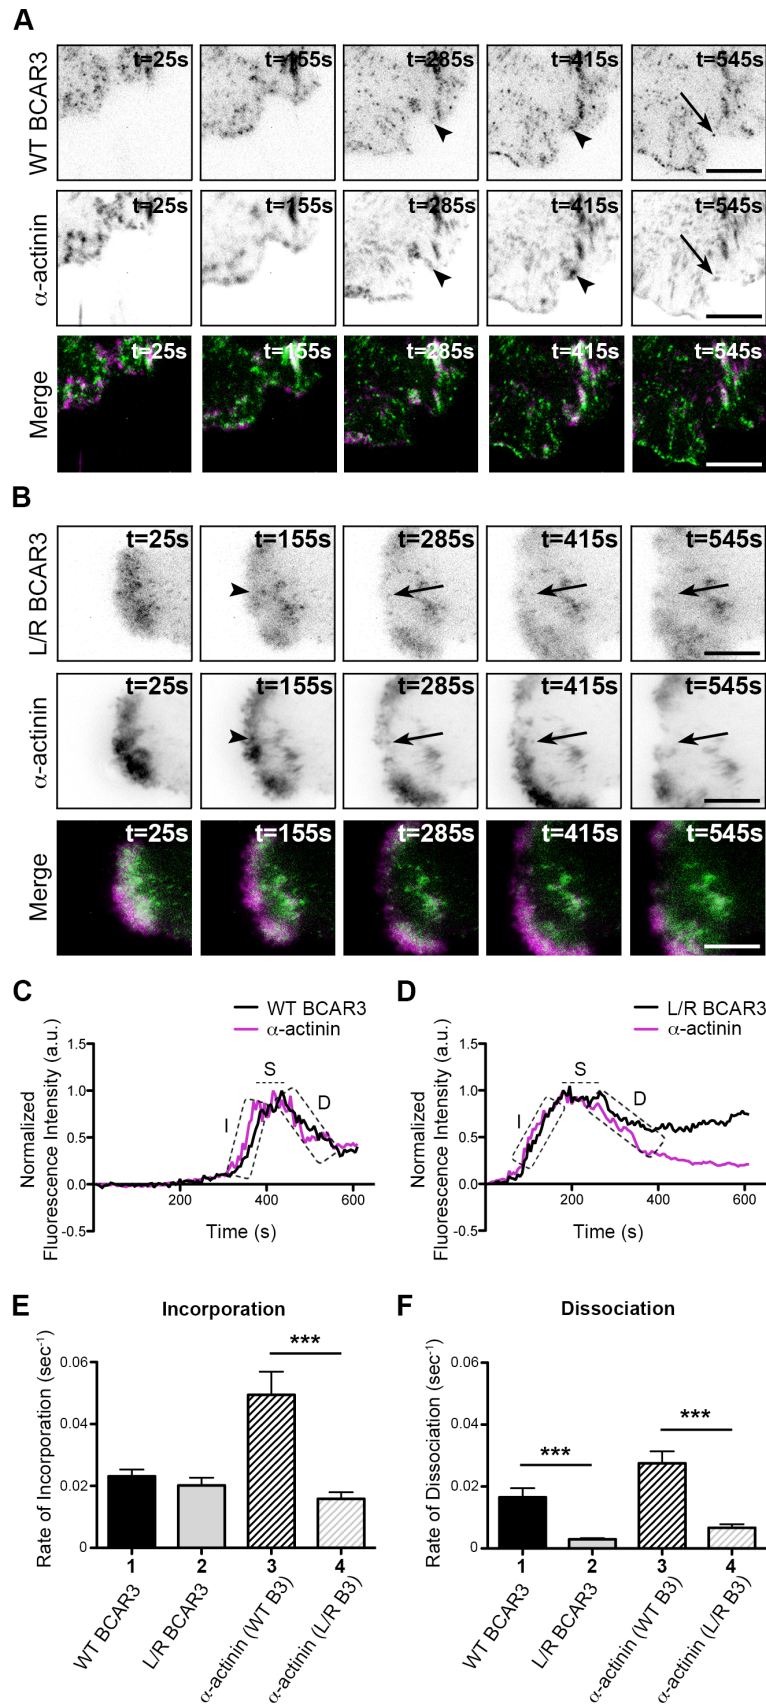 A
WT BCAR3
t=25s
t=155s
t=285s
t=415s
t=545s
α-actinin
t=25s
t=155s
t=285s
t=415s
t=545s
Merge
t=25s
t=155s
t=285s
t=415s
t=545s
B
L/R BCAR3
t=25s
t=155s
t=285s
t=415s
t=545s
α-actinin
t=25s
t=155s
t=285s
t=415s
t=545s
Merge
t=25s
t=155s
t=285s
t=415s
t=545s
C
WT BCAR3
α-actinin
Normalized
Fluorescence Intensity (a.u.)
1.5
1.0
0.5
0.0
-0.5
I
S
D
200
400
600
Time (s)
D
L/R BCAR3
α-actinin
Normalized
Fluorescence Intensity (a.u.)
1.5
1.0
0.5
0.0
-0.5
I
S
D
200
400
600
Time (s)
E
Incorporation
Rate of Incorporation (sec⁻¹)
0.06
0.04
0.02
0
***
1
2
3
4
WT BCAR3
L/R BCAR3
α-actinin (WT B3)
α-actinin (L/R B3)
F
Dissociation
Rate of Dissociation (sec⁻¹)
0.06
0.04
0.02
0
***
***
1
2
3
4
WT BCAR3
L/R BCAR3
α-actinin (WT B3)
α-actinin (L/R B3)